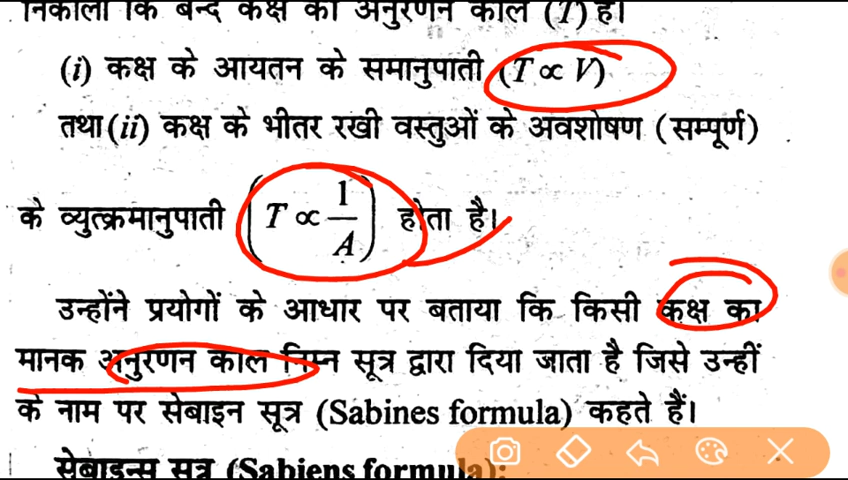 निकाला कि बन्द कक्ष का अनुरणन काल (T) है।
(i) कक्ष के आयतन के समानुपाती (T ∝ V)
तथा (ii) कक्ष के भीतर रखी वस्तुओं के अवशोषण (सम्पूर्ण)
के व्युत्क्रमानुपाती (T ∝ 1/A) होता है।
उन्होंने प्रयोगों के आधार पर बताया कि किसी कक्ष का
मानक अनुरणन काल निम्न सूत्र द्वारा दिया जाता है जिसे उन्हीं
के नाम पर सेबाइन सूत्र (Sabines formula) कहते हैं।
सेबाइन्स सूत्र (Sabiens formula):